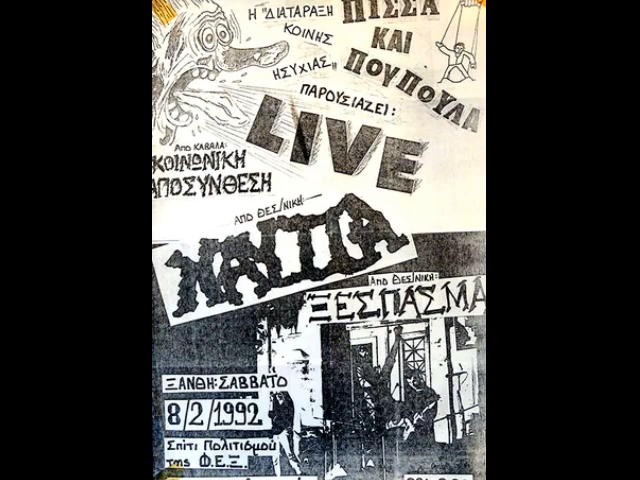 Η "ΔΙΑΤΑΡΑΞΗ
ΚΟΙΝΗΣ
ΗΣΥΧΙΑΣ"
ΠΑΡΟΥΣΙΑΖΕΙ:
ΠΙΣΣΑ
ΚΑΙ
ΠΟΥΠΟΥΛΑ
LIVE
ΑΠΟ ΚΑΒΑΛΑ:
ΚΟΙΝΩΝΙΚΗ
ΑΠΟΣΥΝΘΕΣΗ
ΑΠΟ ΘΕΣ/ΝΙΚΗ:
ΝΑΥΤΙΑ
ΑΠΟ ΘΕΣ/ΝΙΚΗ:
ΞΕΣΠΑΣΜΑ
ΞΑΝΘΗ: ΣΑΒΒΑΤΟ
8/2/1992
Σπίτι Πολιτισμού
της Φ.Ε.Ξ.